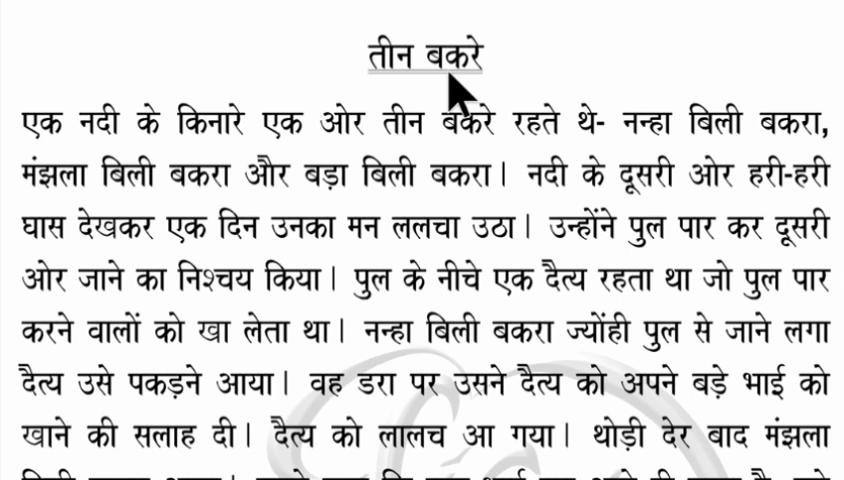 तीन बकरे
एक नदी के किनारे एक ओर तीन बकरे रहते थे- नन्हा बिली बकरा,
मंझला बिली बकरा और बड़ा बिली बकरा। नदी के दूसरी ओर हरी-हरी
घास देखकर एक दिन उनका मन ललचा उठा। उन्होंने पुल पार कर दूसरी
ओर जाने का निश्चय किया। पुल के नीचे एक दैत्य रहता था जो पुल पार
करने वालों को खा लेता था। नन्हा बिली बकरा ज्योंही पुल से जाने लगा
दैत्य उसे पकड़ने आया। वह डरा पर उसने दैत्य को अपने बड़े भाई को
खाने की सलाह दी। दैत्य को लालच आ गया। थोड़ी देर बाद मंझला